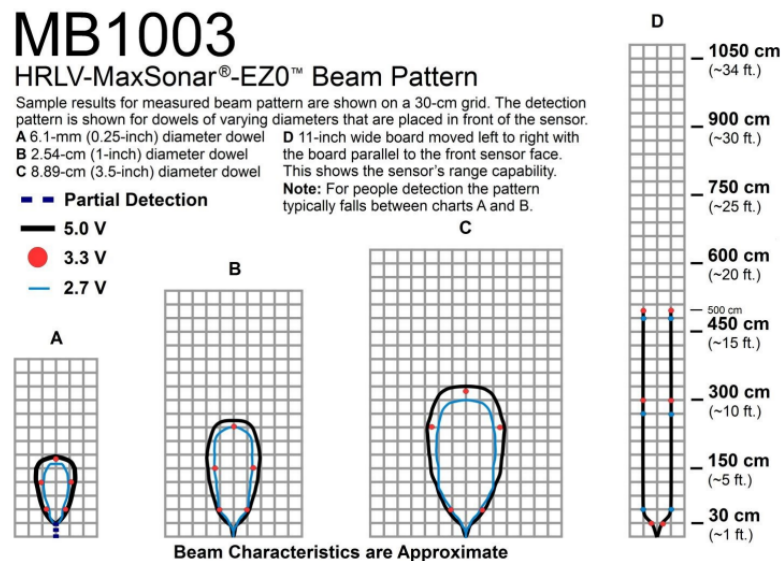 MB1003
HRLV-MaxSonar®-EZ0™ Beam Pattern
Sample results for measured beam pattern are shown on a 30-cm grid. The detection
pattern is shown for dowels of varying diameters that are placed in front of the sensor.
A 6.1-mm (0.25-inch) diameter dowel
B 2.54-cm (1-inch) diameter dowel
C 8.89-cm (3.5-inch) diameter dowel
D 11-inch wide board moved left to right with
the board parallel to the front sensor face.
This shows the sensor's range capability.
Note: For people detection the pattern
typically falls between charts A and B.
Partial Detection
5.0 V
3.3 V
2.7 V
A
B
C
D
1050 cm
(~34 ft.)
900 cm
(~30 ft.)
750 cm
(~25 ft.)
600 cm
(~20 ft.)
500 cm
450 cm
(~15 ft.)
300 cm
(~10 ft.)
150 cm
(~5 ft.)
30 cm
(~1 ft.)
Beam Characteristics are Approximate